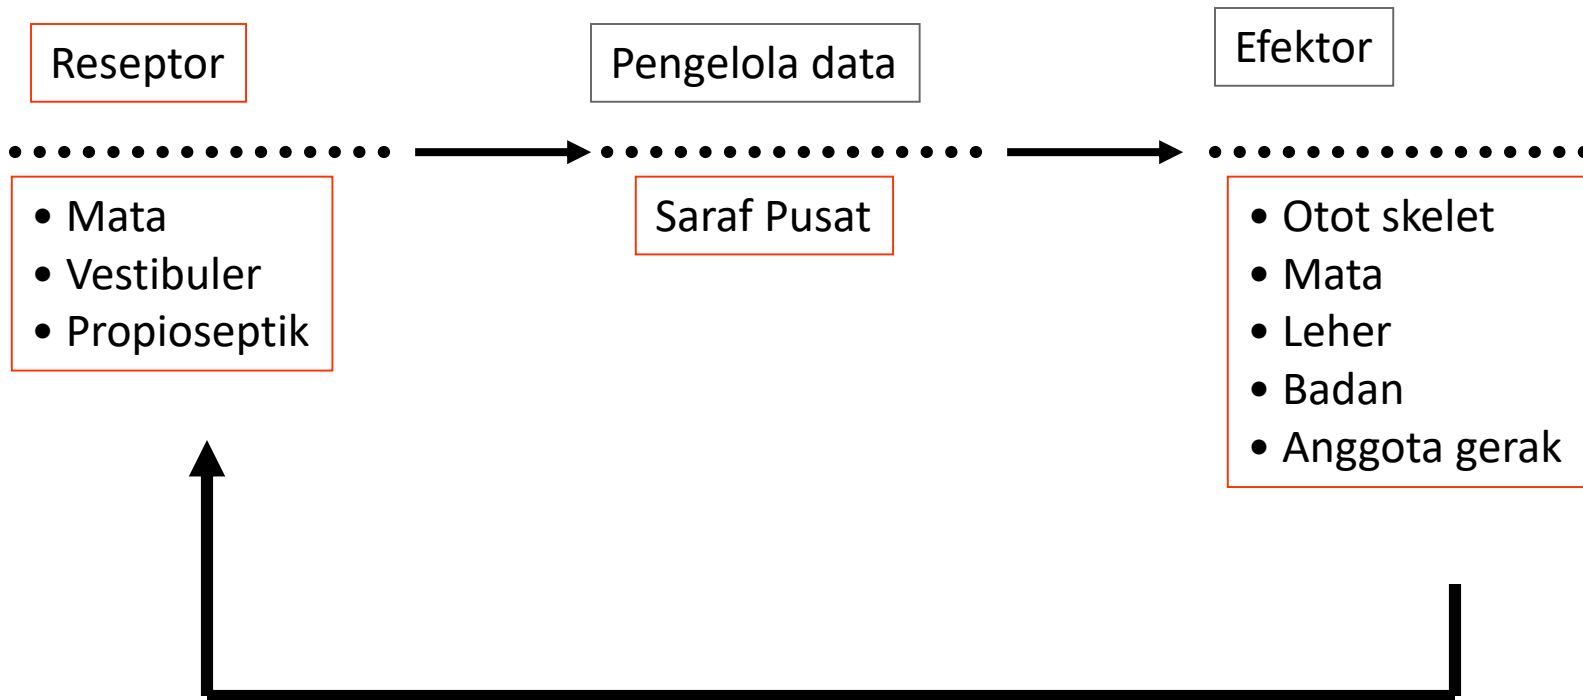 Reseptor
Pengelola data
Efektor
• Mata
• Vestibuler
• Propioseptik
Saraf Pusat
• Otot skelet
• Mata
• Leher
• Badan
• Anggota gerak